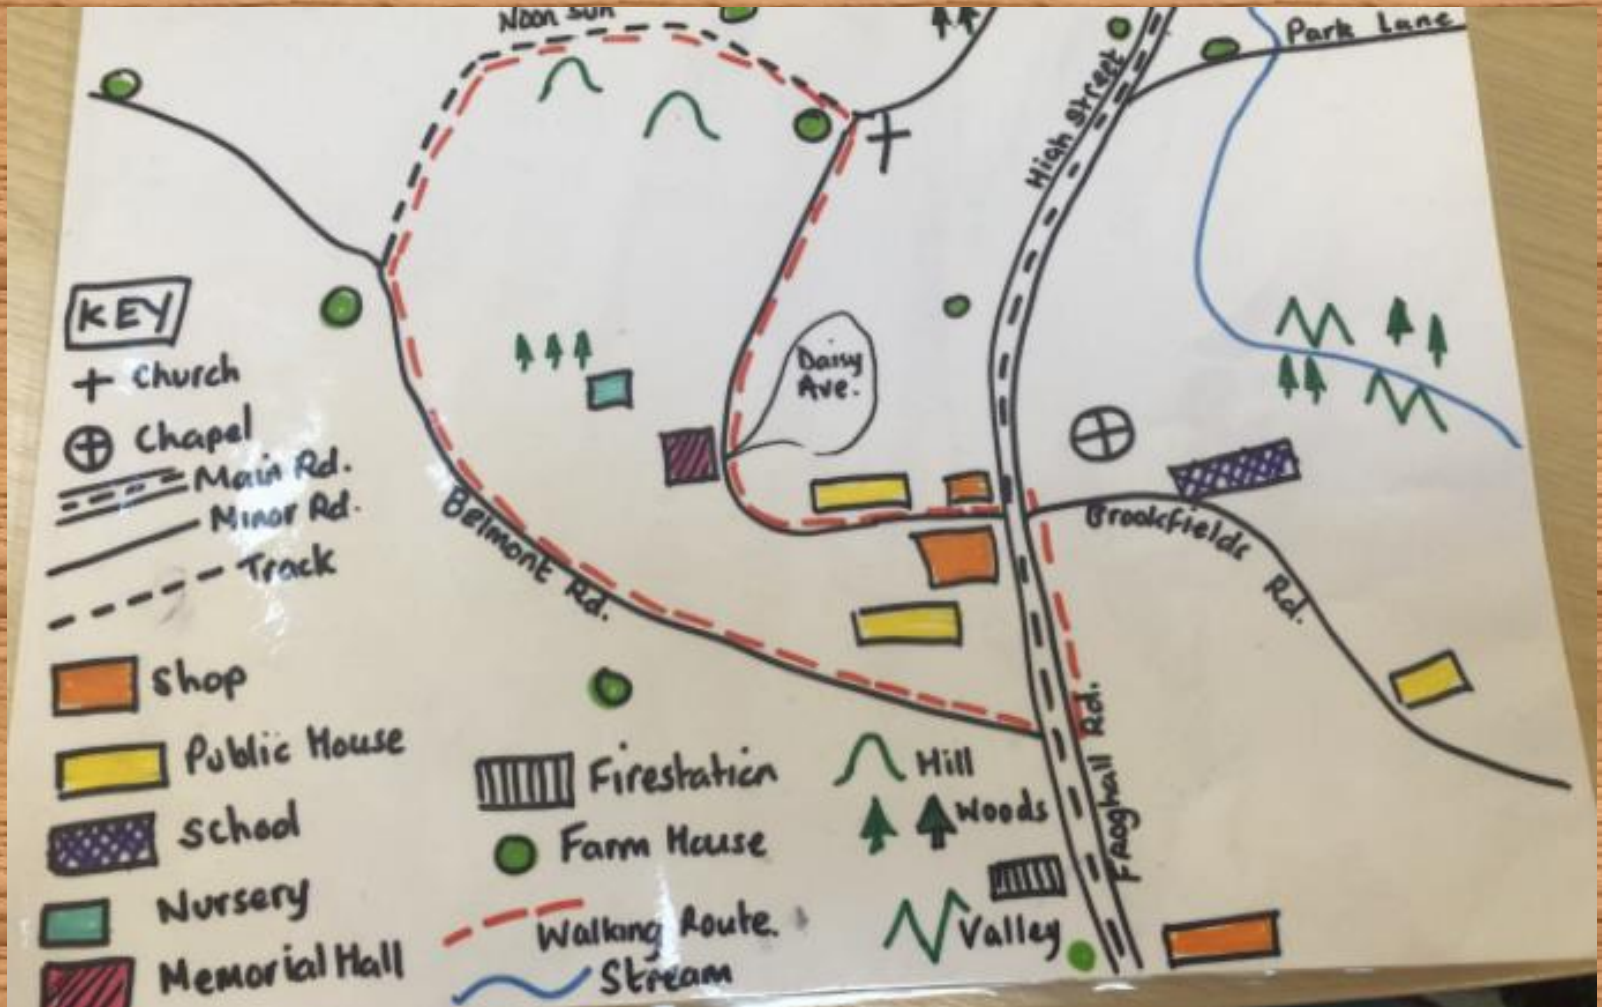 Noon Sun
Park Lane
High Street
KEY
Church
Chapel
Main Rd.
Minor Rd.
Track
Shop
Public House
School
Nursery
Memorial Hall
Daisy
Ave.
Brookfields
Rd.
Belmont Rd.
Froghall Rd.
Firestation
Farm House
Walking Route.
Stream
Hill
Woods
Valley